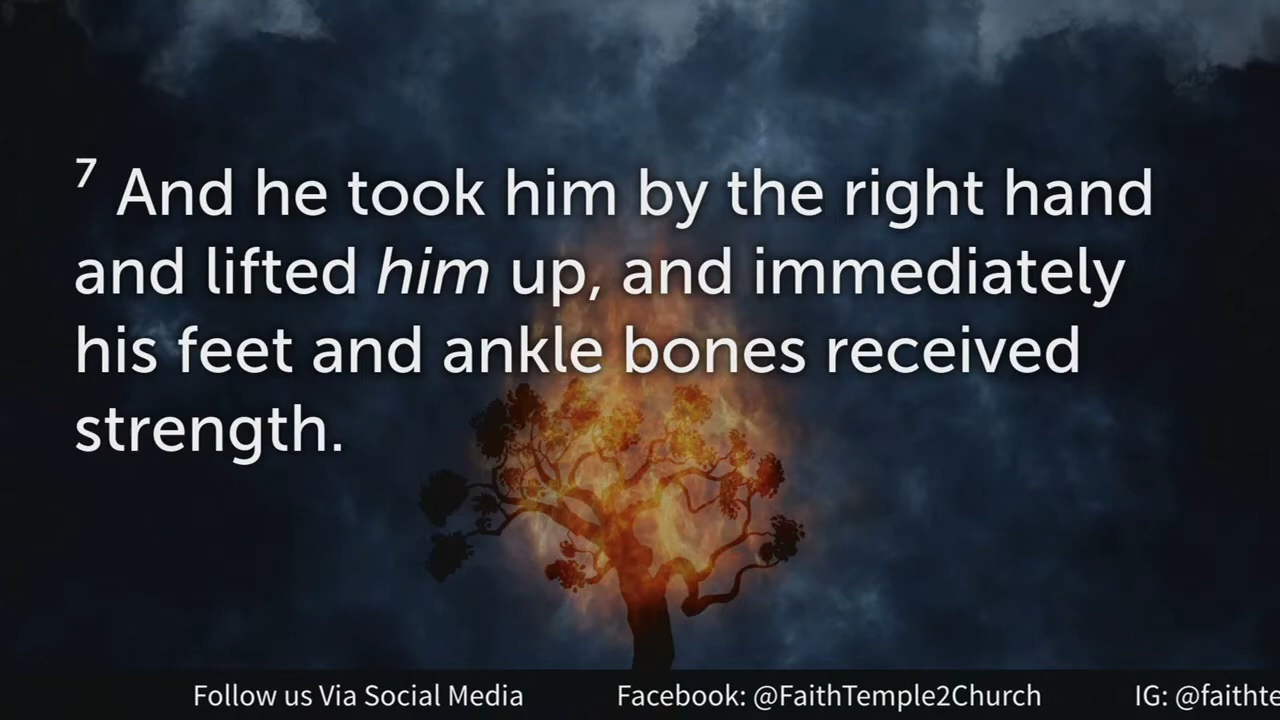 7 And he took him by the right hand
and lifted him up, and immediately
his feet and ankle bones received
strength.
Follow us Via Social Media Facebook: @FaithTemple2Church IG: @faithte